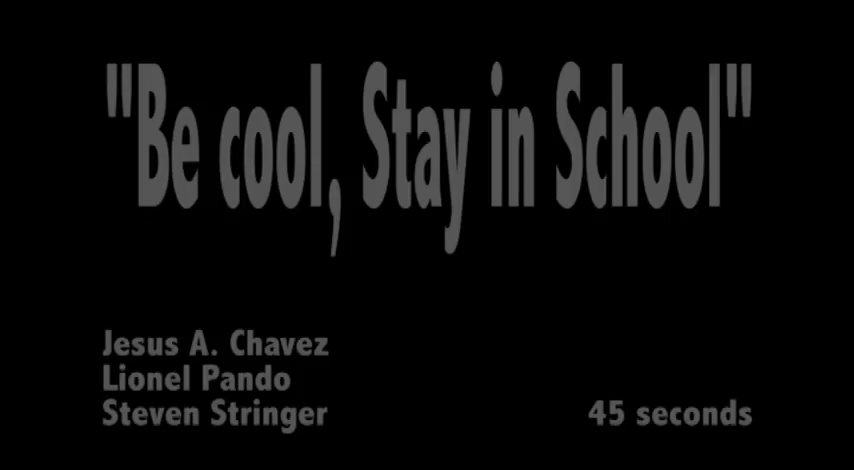 "Be cool, Stay in School"
Jesus A. Chavez
Lionel Pando
Steven Stringer
45 seconds